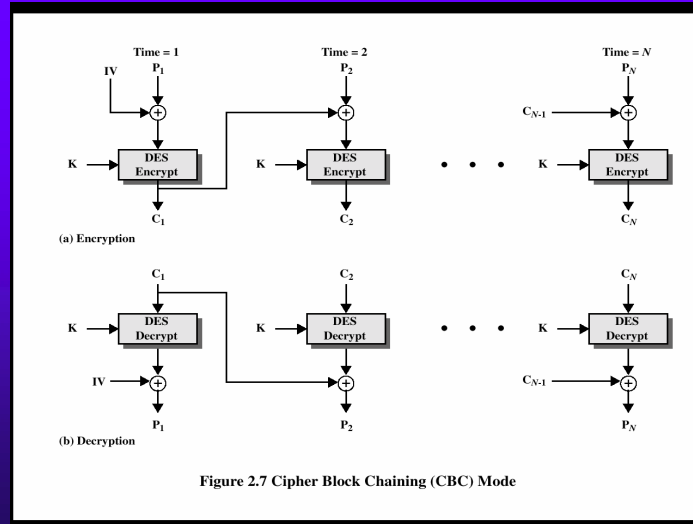 Time = 1 Time = 2 Time = N
IV P1 P2 PN
+ + CN-1 +
K DES Encrypt K DES Encrypt • • • K DES Encrypt
C1 C2 CN
(a) Encryption
C1 C2 CN
K DES Decrypt K DES Decrypt • • • K DES Decrypt
IV + + CN-1 +
P1 P2 PN
(b) Decryption
Figure 2.7 Cipher Block Chaining (CBC) Mode